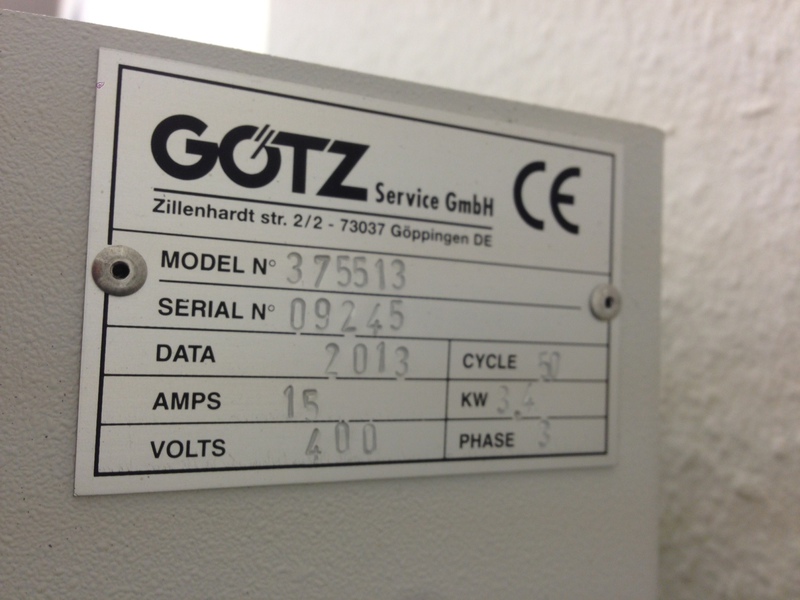 GÖTZ Service GmbH CE
Zillenhardt str. 2/2 - 73037 Göppingen DE
MODEL N° 375513
SERIAL N° 09245
DATA 2013 CYCLE 50
AMPS 15 KW 3,4
VOLTS 400 PHASE 3